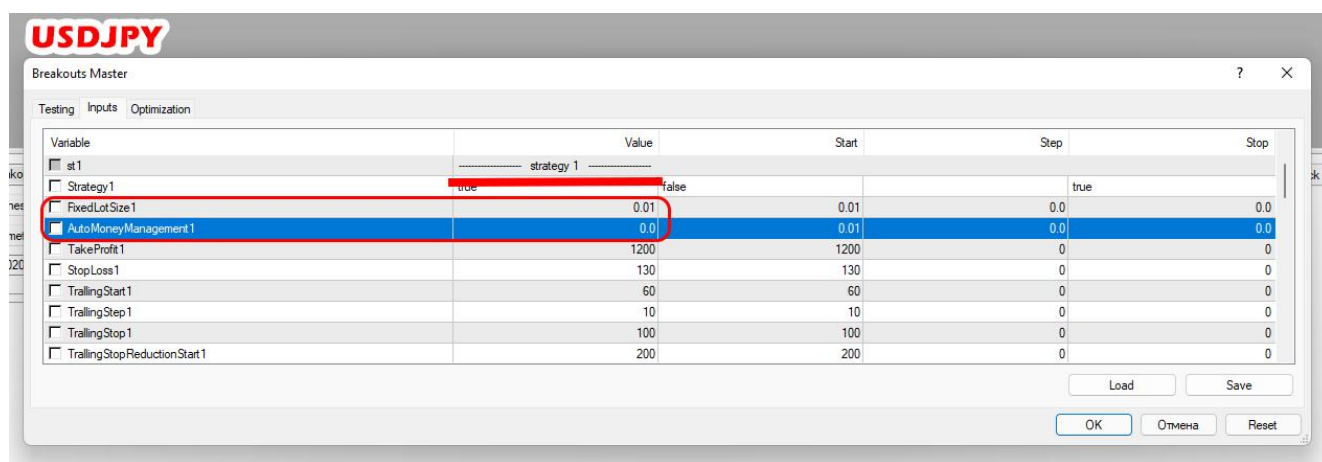 USDJPY
Breakouts Master ? ×
Testing Inputs Optimization
Variable Value Start Step Stop
st1 -------------------- strategy 1 --------------------
Strategy1 true false true
FixedLotSize1 0.01 0.01 0.0 0.0
AutoMoneyManagement1 0.0 0.01 0.0 0.0
TakeProfit1 1200 1200 0 0
StopLoss1 130 130 0 0
TrallingStart1 60 60 0 0
TrallingStep1 10 10 0 0
TrallingStop1 100 100 0 0
TrallingStopReductionStart1 200 200 0 0
Load Save
OK Отмена Reset